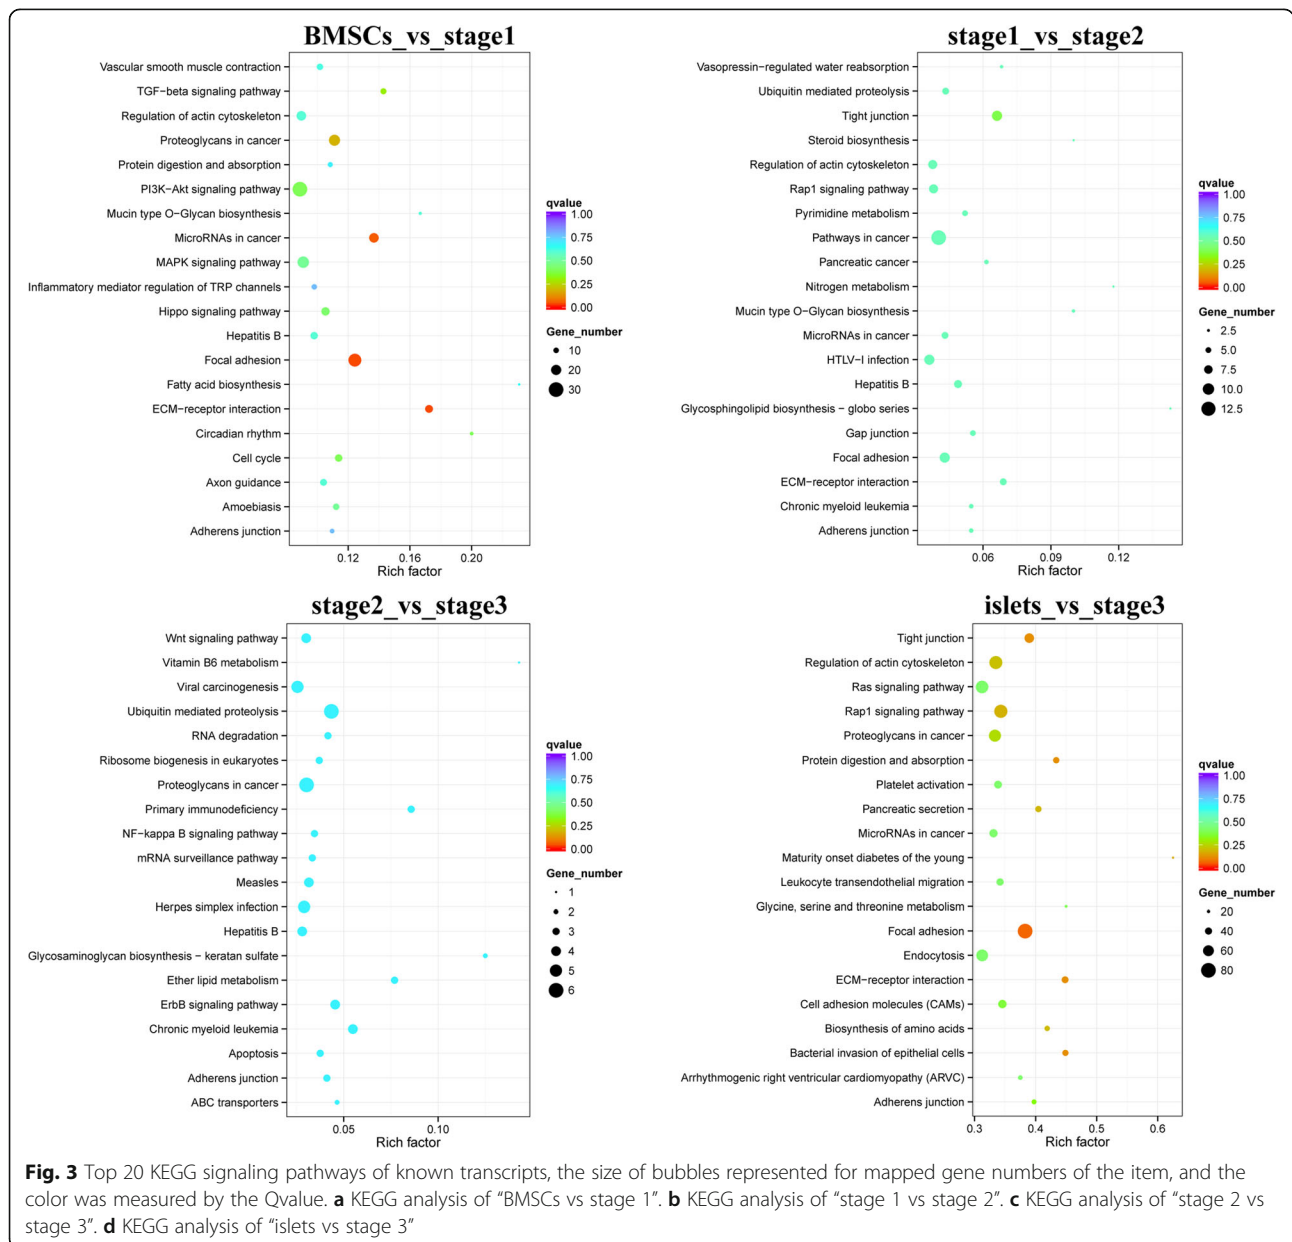 BMSCs_vs_stage1
Vascular smooth muscle contraction
TGF−beta signaling pathway
Regulation of actin cytoskeleton
Proteoglycans in cancer
Protein digestion and absorption
PI3K−Akt signaling pathway
Mucin type O−Glycan biosynthesis
MicroRNAs in cancer
MAPK signaling pathway
Inflammatory mediator regulation of TRP channels
Hippo signaling pathway
Hepatitis B
Focal adhesion
Fatty acid biosynthesis
ECM−receptor interaction
Circadian rhythm
Cell cycle
Axon guidance
Amoebiasis
Adherens junction
0.12 0.16 0.20
Rich factor
qvalue
1.00
0.75
0.50
0.25
0.00
Gene_number
10
20
30
stage1_vs_stage2
Vasopressin−regulated water reabsorption
Ubiquitin mediated proteolysis
Tight junction
Steroid biosynthesis
Regulation of actin cytoskeleton
Rap1 signaling pathway
Pyrimidine metabolism
Pathways in cancer
Pancreatic cancer
Nitrogen metabolism
Mucin type O−Glycan biosynthesis
MicroRNAs in cancer
HTLV−I infection
Hepatitis B
Glycosphingolipid biosynthesis − globo series
Gap junction
Focal adhesion
ECM−receptor interaction
Chronic myeloid leukemia
Adherens junction
0.06 0.09 0.12
Rich factor
qvalue
1.00
0.75
0.50
0.25
0.00
Gene_number
2.5
5.0
7.5
10.0
12.5
stage2_vs_stage3
Wnt signaling pathway
Vitamin B6 metabolism
Viral carcinogenesis
Ubiquitin mediated proteolysis
RNA degradation
Ribosome biogenesis in eukaryotes
Proteoglycans in cancer
Primary immunodeficiency
NF−kappa B signaling pathway
mRNA surveillance pathway
Measles
Herpes simplex infection
Hepatitis B
Glycosaminoglycan biosynthesis − keratan sulfate
Ether lipid metabolism
ErbB signaling pathway
Chronic myeloid leukemia
Apoptosis
Adherens junction
ABC transporters
0.05 0.10
Rich factor
qvalue
1.00
0.75
0.50
0.25
0.00
Gene_number
1
2
3
4
5
6
islets_vs_stage3
Tight junction
Regulation of actin cytoskeleton
Ras signaling pathway
Rap1 signaling pathway
Proteoglycans in cancer
Protein digestion and absorption
Platelet activation
Pancreatic secretion
MicroRNAs in cancer
Maturity onset diabetes of the young
Leukocyte transendothelial migration
Glycine, serine and threonine metabolism
Focal adhesion
Endocytosis
ECM−receptor interaction
Cell adhesion molecules (CAMs)
Biosynthesis of amino acids
Bacterial invasion of epithelial cells
Arrhythmogenic right ventricular cardiomyopathy (ARVC)
Adherens junction
0.3 0.4 0.5 0.6
Rich factor
qvalue
1.00
0.75
0.50
0.25
0.00
Gene_number
20
40
60
80
Fig. 3 Top 20 KEGG signaling pathways of known transcripts, the size of bubbles represented for mapped gene numbers of the item, and the
color was measured by the Qvalue. a KEGG analysis of “BMSCs vs stage 1”. b KEGG analysis of “stage 1 vs stage 2”. c KEGG analysis of “stage 2 vs
stage 3”. d KEGG analysis of “islets vs stage 3”